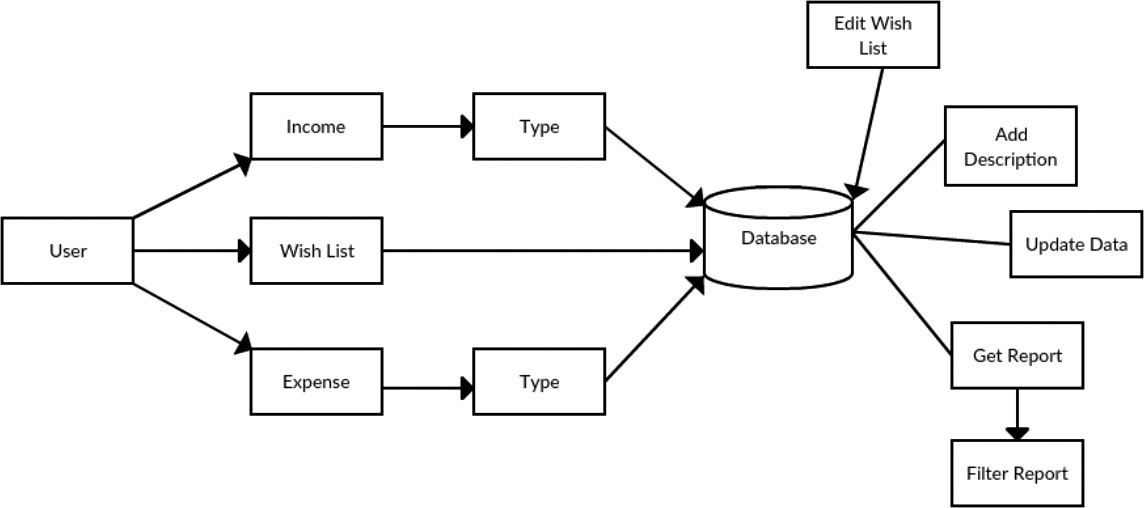 Edit Wish
List
Income
Type
Add
Description
User
Wish List
Database
Update Data
Expense
Type
Get Report
Filter Report